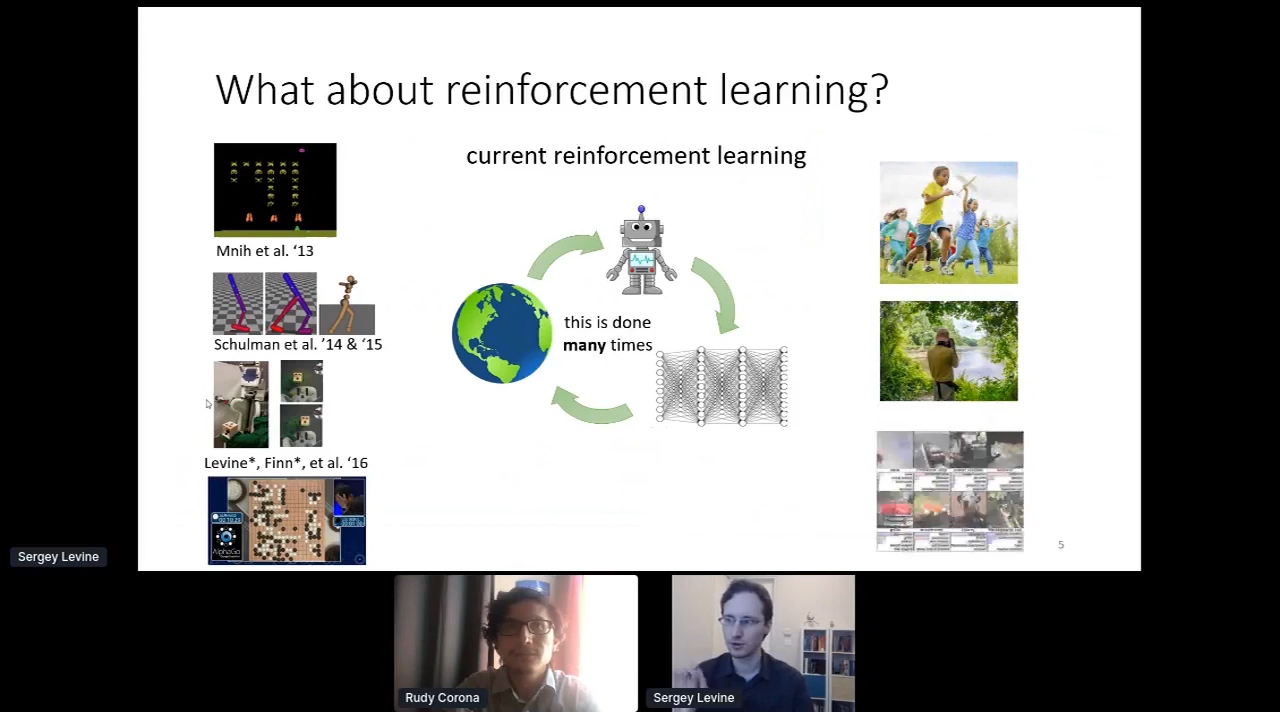 What about reinforcement learning?
current reinforcement learning
Mnih et al. ‘13
Schulman et al. ’14 & ‘15
Levine*, Finn*, et al. ‘16
AlphaGo
this is done
many times
5
Sergey Levine
Rudy Corona
Sergey Levine